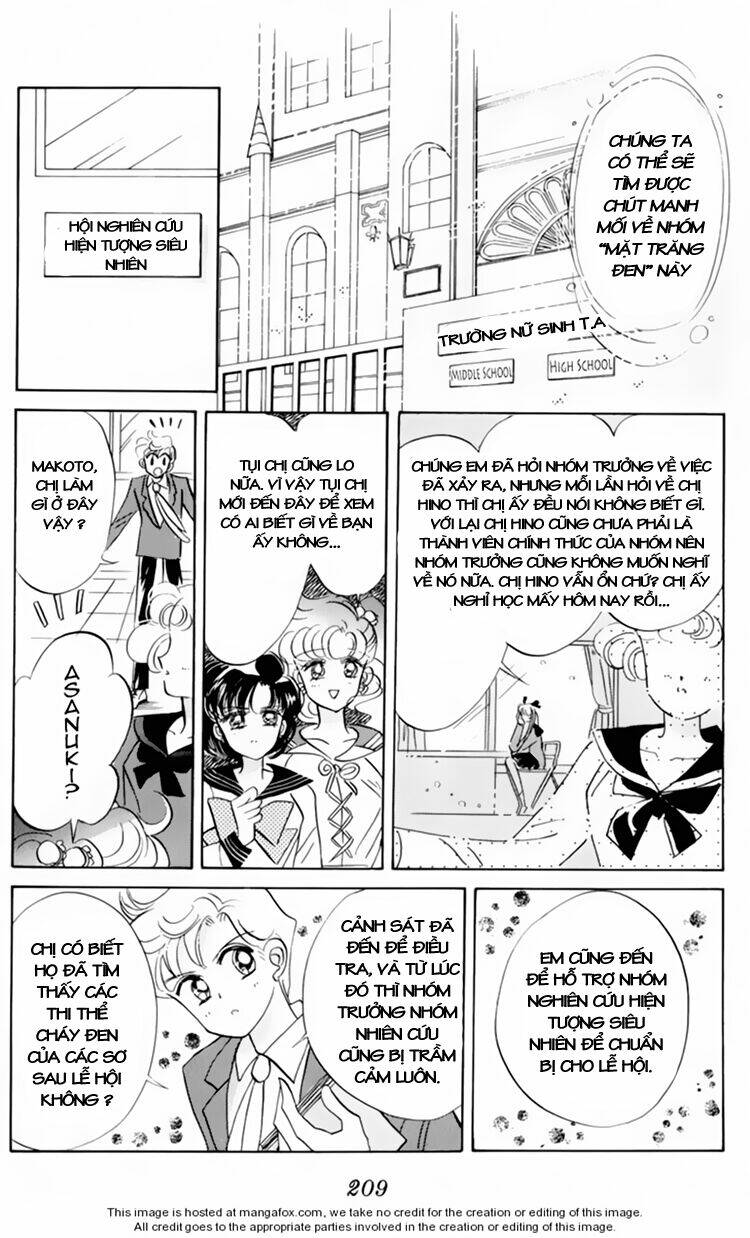 CHÚNG TA
CÓ THỂ SẼ
TÌM ĐƯỢC
CHÚT MANH
MỐI VỀ NHÓM
“MẶT TRĂNG
ĐEN” NÀY
HỘI NGHIÊN CỨU
HIỆN TƯỢNG SIÊU
NHIÊN
TRƯỜNG NỮ SINH T.A
MIDDLE SCHOOL
HIGH SCHOOL
MAKOTO,
CHỊ LÀM
GÌ Ở ĐÂY
VẬY ?
ASANUKI?
TỤI CHỊ CŨNG LO
NỮA. VÌ VẬY TỤI CHỊ
MỚI ĐẾN ĐÂY ĐỂ XEM
CÓ AI BIẾT GÌ VỀ BẠN
ẤY KHÔNG...
CHÚNG EM ĐÃ HỎI NHÓM TRƯỞNG VỀ VIỆC
ĐÃ XẢY RA, NHƯNG MỖI LẦN HỎI VỀ CHỊ
HINO THÌ CHỊ ẤY ĐỀU NÓI KHÔNG BIẾT GÌ.
VỚI LẠI CHỊ HINO CŨNG CHƯA PHẢI LÀ
THÀNH VIÊN CHÍNH THỨC CỦA NHÓM NÊN
NHÓM TRƯỞNG CŨNG KHÔNG MUỐN NGHĨ
VỀ NÓ NỮA. CHỊ HINO VẪN ỔN CHỨ? CHỊ ẤY
NGHỈ HỌC MẤY HÔM NAY RỒI...
CHỊ CÓ BIẾT
HỌ ĐÃ TÌM
THẤY CÁC
THI THỂ
CHÁY ĐEN
CỦA CÁC SƠ
SAU LỄ HỘI
KHÔNG ?
CẢNH SÁT ĐÃ
ĐẾN ĐỂ ĐIỀU
TRA, VÀ TỪ LÚC
ĐÓ THÌ NHÓM
TRƯỞNG NHÓM
NHIÊN CỨU
CŨNG BỊ TRẦM
CẢM LUÔN.
EM CŨNG ĐẾN
ĐỂ HỖ TRỢ NHÓM
NGHIÊN CỨU HIỆN
TƯỢNG SIÊU
NHIÊN ĐỂ CHUẨN
BỊ CHO LỄ HỘI.
209
This image is hosted at mangafox.com, we take no credit for the creation or editing of this image.
All credit goes to the appropriate parties involved in the creation or editing of this image.